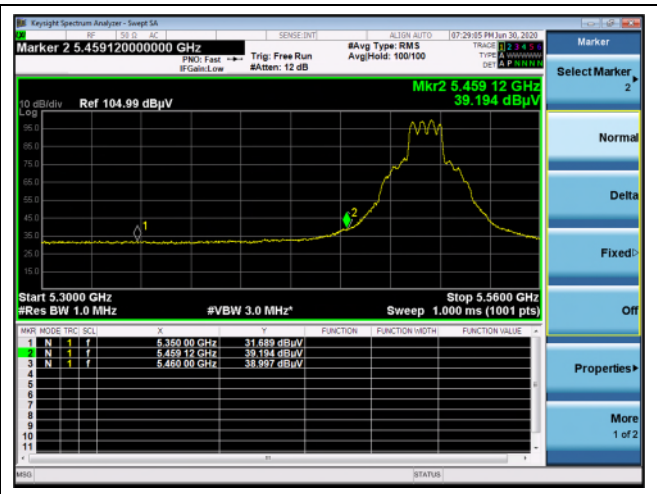 Keysight Spectrum Analyzer - Swept SA
RF 50 Ω AC SENSE:INT ALIGN AUTO 07:29:05 PM Jun 30, 2020
Marker 2 5.459120000000 GHz
PNO: Fast
IFGain:Low
Trig: Free Run
#Atten: 12 dB
#Avg Type: RMS
Avg|Hold: 100/100
TRACE 1 2 3 4 5 6
TYPE A WWWWW
DET A P N N N N
Mkr2 5.459 12 GHz
39.194 dBµV
10 dB/div Ref 104.99 dBµV
Log
95.0
85.0
75.0
65.0
55.0
45.0
35.0
25.0
15.0
1
2
Start 5.3000 GHz Stop 5.5600 GHz
#Res BW 1.0 MHz #VBW 3.0 MHz* Sweep 1.000 ms (1001 pts)
MKR MODE TRC SCL X Y FUNCTION FUNCTION WIDTH FUNCTION VALUE
1 N 1 f 5.350 00 GHz 31.689 dBµV
2 N 1 f 5.459 12 GHz 39.194 dBµV
3 N 1 f 5.460 00 GHz 38.997 dBµV
4
5
6
7
8
9
10
11
MSG STATUS
Marker
Select Marker
2
Normal
Delta
Fixed
Off
Properties
More
1 of 2